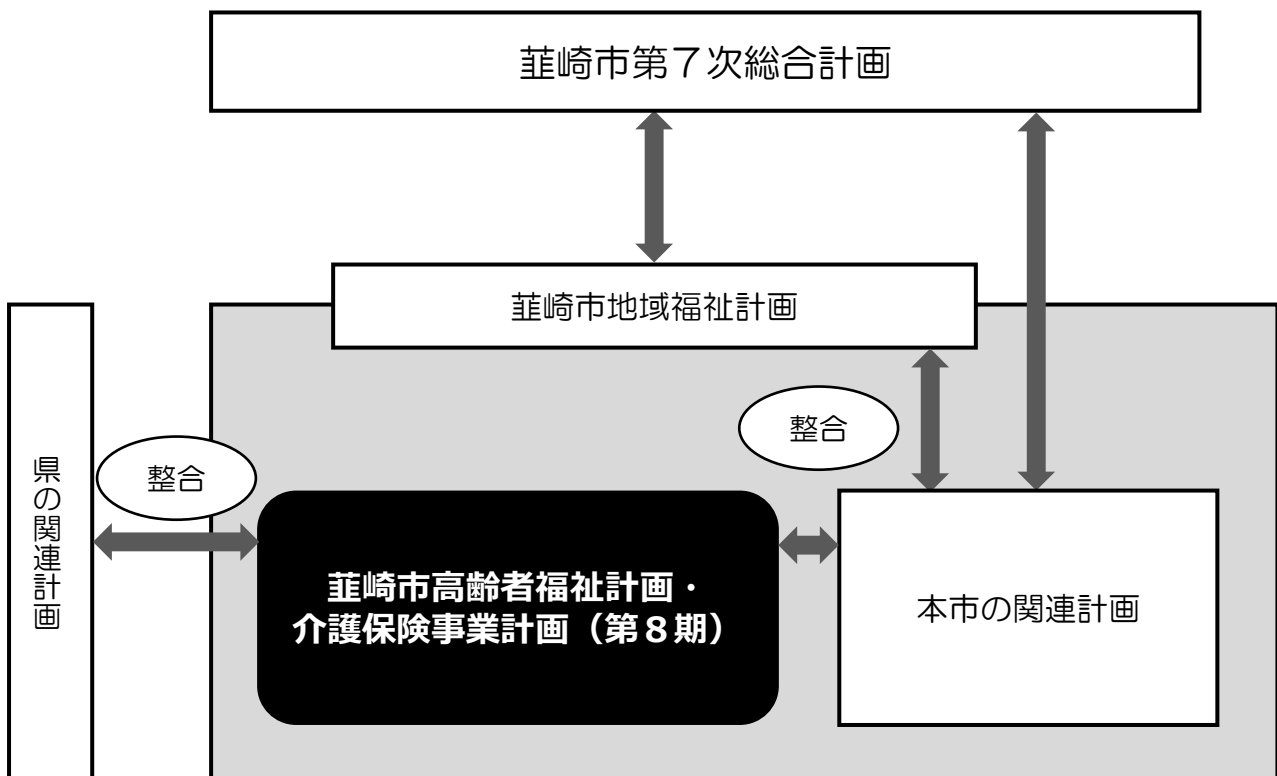 韮崎市第７次総合計画
韮崎市地域福祉計画
整合
整合
県の関連計画
韮崎市高齢者福祉計画・
介護保険事業計画（第８期）
本市の関連計画